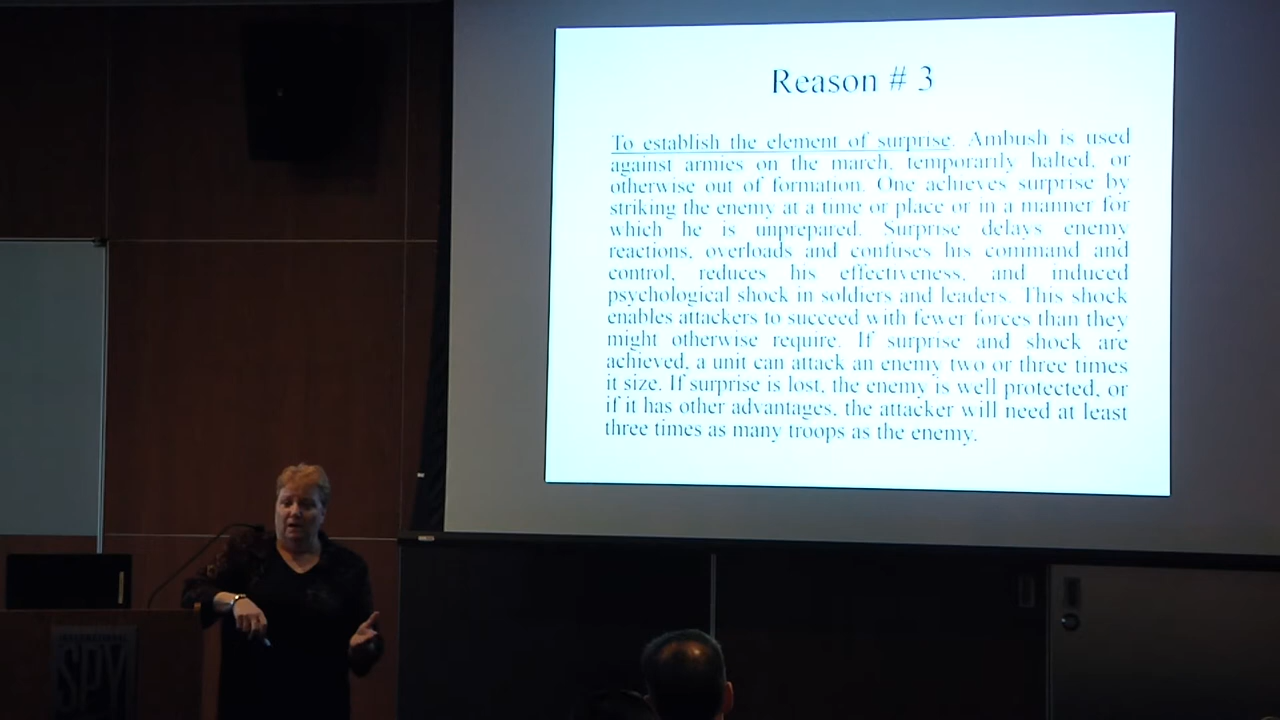 Reason # 3
To establish the element of surprise. Ambush is used
against armies on the march, temporarily halted, or
otherwise out of formation. One achieves surprise by
striking the enemy at a time or place or in a manner for
which he is unprepared. Surprise delays enemy
reactions, overloads and confuses his command and
control, reduces his effectiveness, and induced
psychological shock in soldiers and leaders. This shock
enables attackers to succeed with fewer forces than they
might otherwise require. If surprise and shock are
achieved, a unit can attack an enemy two or three times
it size. If surprise is lost, the enemy is well protected, or
if it has other advantages, the attacker will need at least
three times as many troops as the enemy.
INTERNATIONAL
SPY